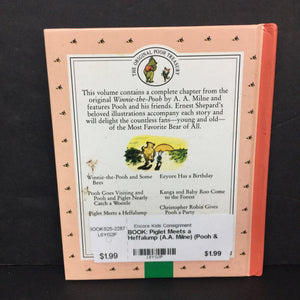 THE ORIGINAL POOH TREASURY
This volume contains a complete chapter from the
original Winnie-the-Pooh by A. A. Milne and
features Pooh and his friends. Ernest Shepard's
beloved illustrations accompany each story and
will delight the countless fans—young and old—
of the Most Favorite Bear of All.
Winnie-the-Pooh and Some
Bees
Pooh Goes Visiting and
Pooh and Piglet Nearly
Catch a Woozle
Piglet Meets a Heffalump
Eeyore Has a Birthday
Kanga and Baby Roo Come to
the Forest
Christopher Robin Gives
Pooh a Party
Encore Kids Consignment
BOOK: Piglet Meets a
Heffalump (A.A. Milne) (Pooh &
$1.99
$1.99